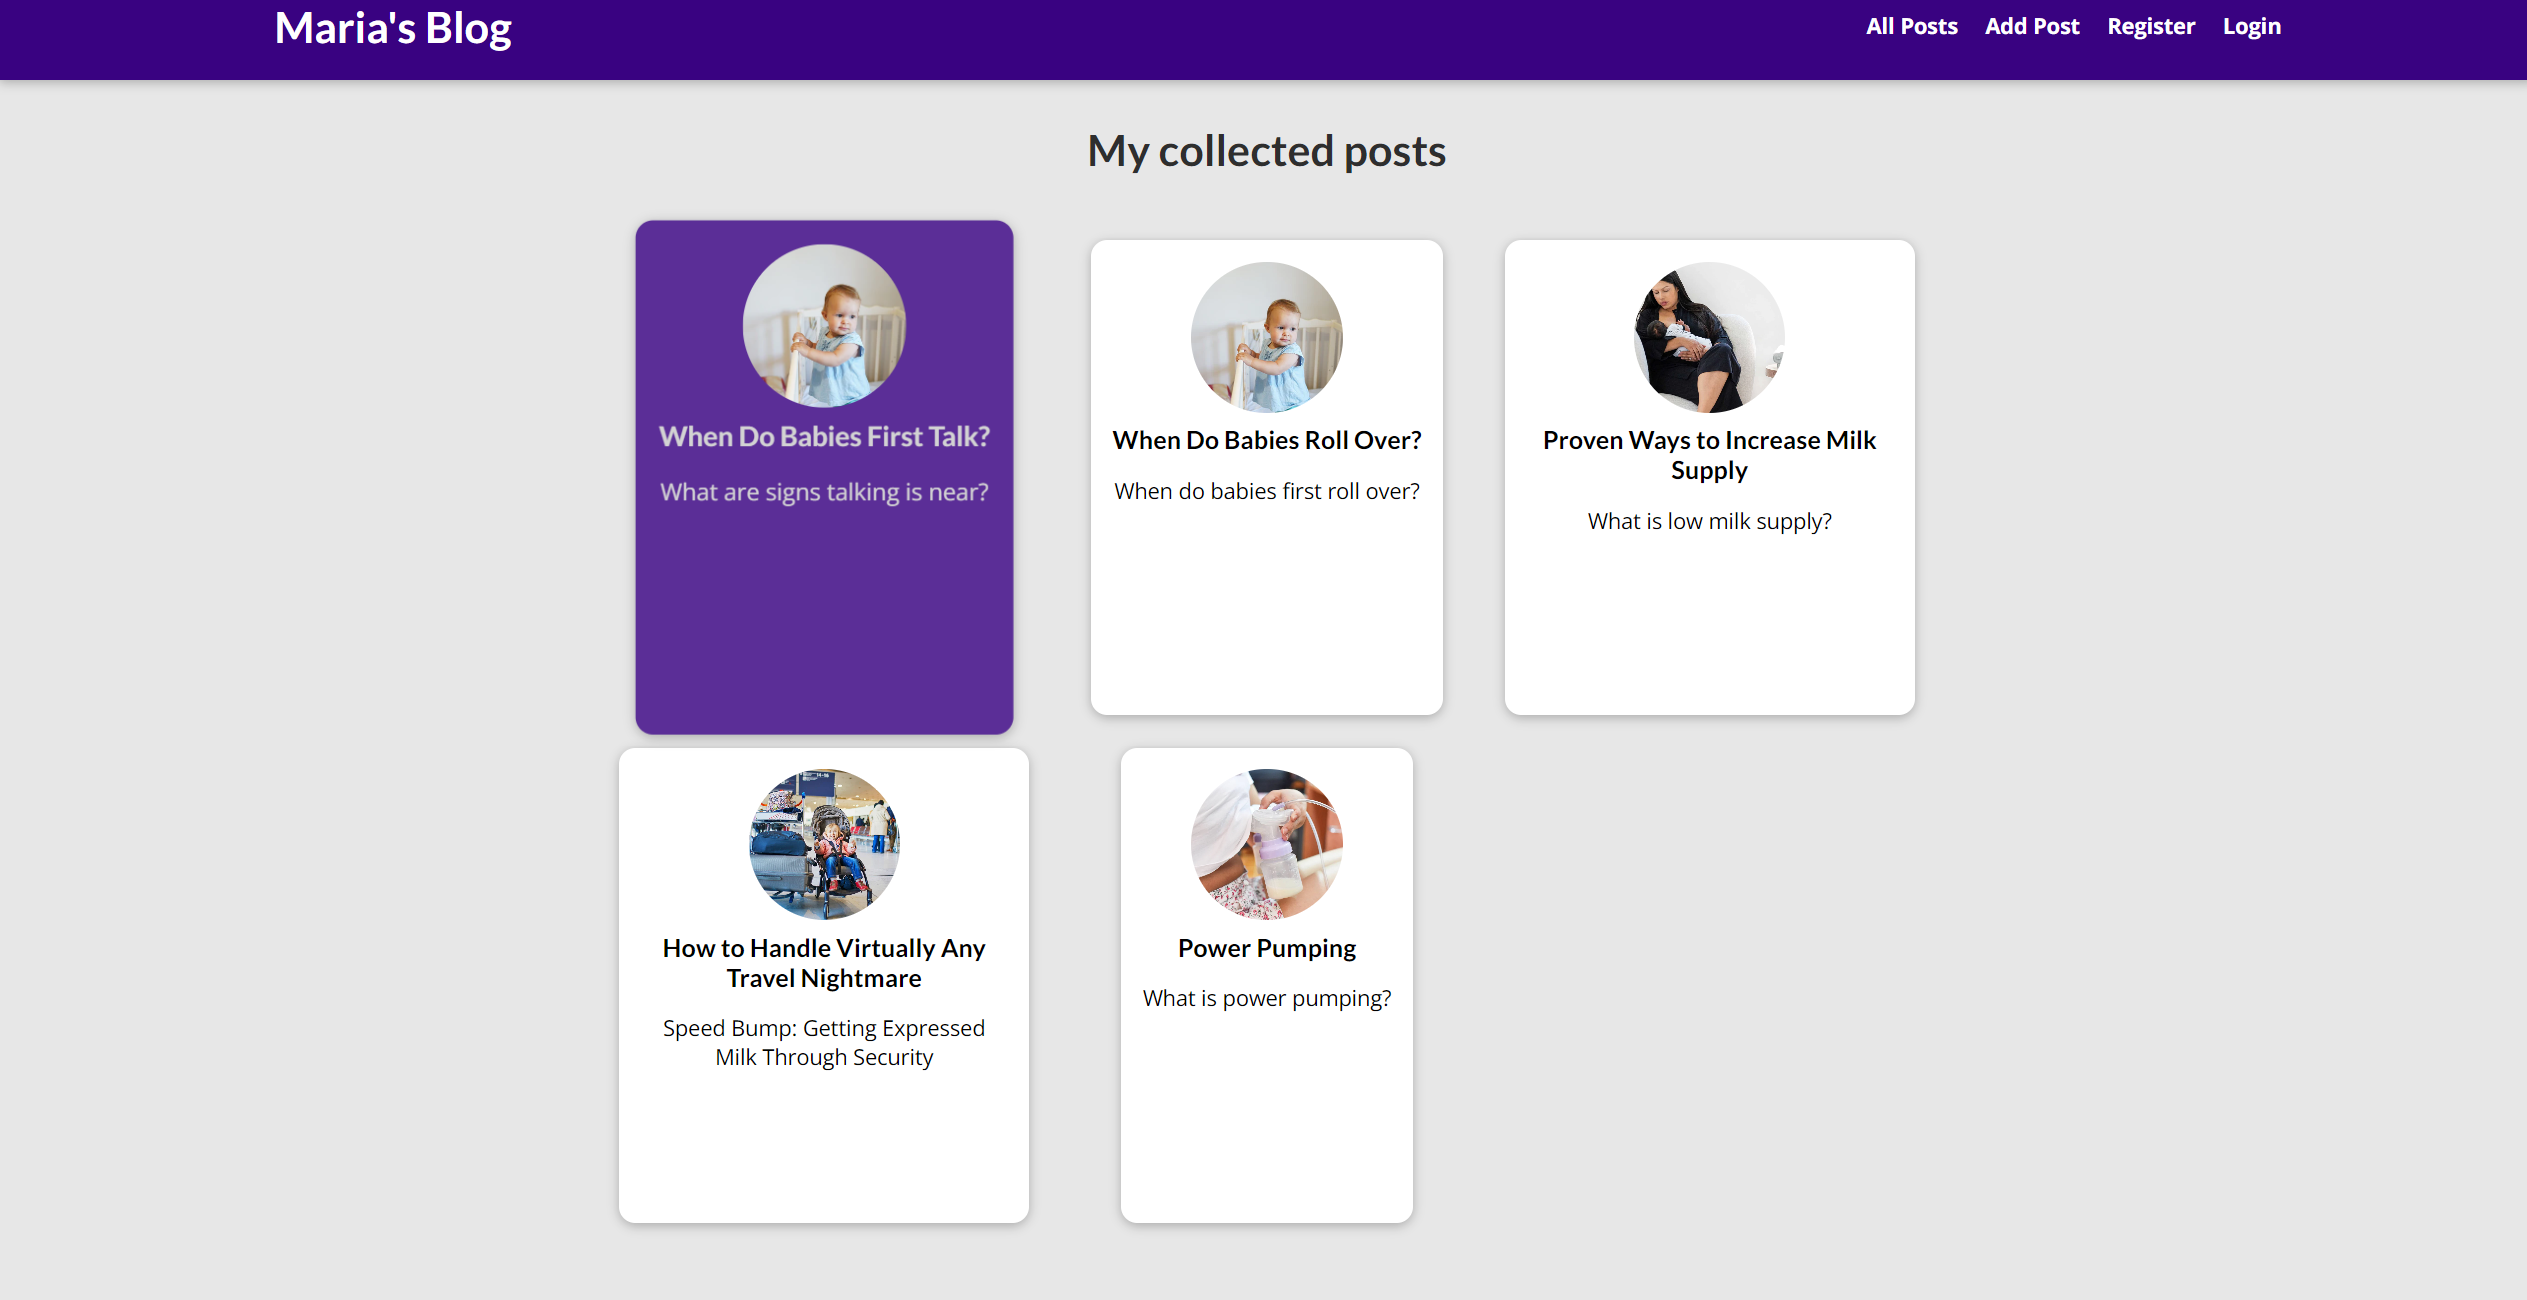 Maria's Blog
All Posts
Add Post
Register
Login
My collected posts
When Do Babies First Talk?
What are signs talking is near?
When Do Babies Roll Over?
When do babies first roll over?
Proven Ways to Increase Milk
Supply
What is low milk supply?
How to Handle Virtually Any
Travel Nightmare
Speed Bump: Getting Expressed
Milk Through Security
Power Pumping
What is power pumping?